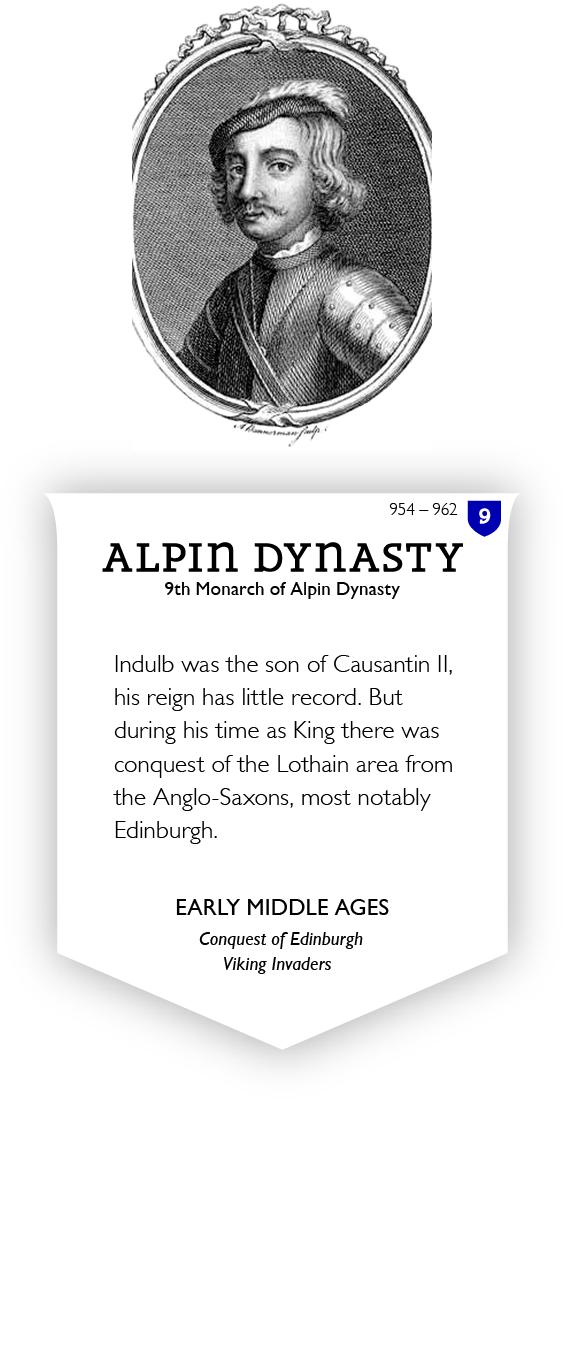 A Bannerman Sculp.
954 – 962
9
ALPIN DYNASTY
9th Monarch of Alpin Dynasty
Indulb was the son of Causantin II,
his reign has little record. But
during his time as King there was
conquest of the Lothain area from
the Anglo-Saxons, most notably
Edinburgh.
EARLY MIDDLE AGES
Conquest of Edinburgh
Viking Invaders